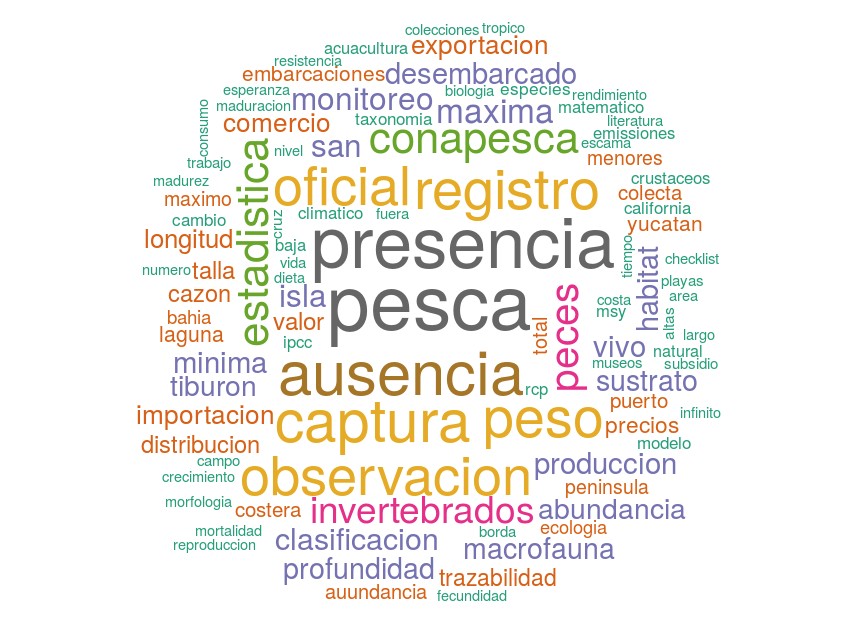 colecciones
tropico
acuacultura
exportacion
resistencia
embarcaciones
desembarcado
esperanza
monitoreo
biologia
especies
rendimiento
maduracion
maxima
matematico
consumo
comercio
taxonomia
literatura
conapesca
emissiones
san
nivel
escama
estadistica
trabajo
menores
madurez
oficial
registro
crustaceos
maximo
colecta
california
cambio
cruz
climatico
fuera
yucatan
longitud
baja
presencia
tiempo
habitat
checklist
numero
talla
vida
dieta
playas
cazon
isla
pesca
peces
costa
area
msy
bahia
valor
total
altas
laguna
largo
ipcc
vivo
natural
minima
museos
subsidio
tiburon
ausencia
rcp
sustrato
importacion
captura
peso
puerto
precios
infinito
distribucion
modelo
campo
crecimiento
observacion
produccion
peninsula
morfologia
costera
invertebrados
abundancia
mortalidad
borda
ecologia
reproduccion
clasificacion
macrofauna
profundidad
trazabilidad
auundancia
fecundidad